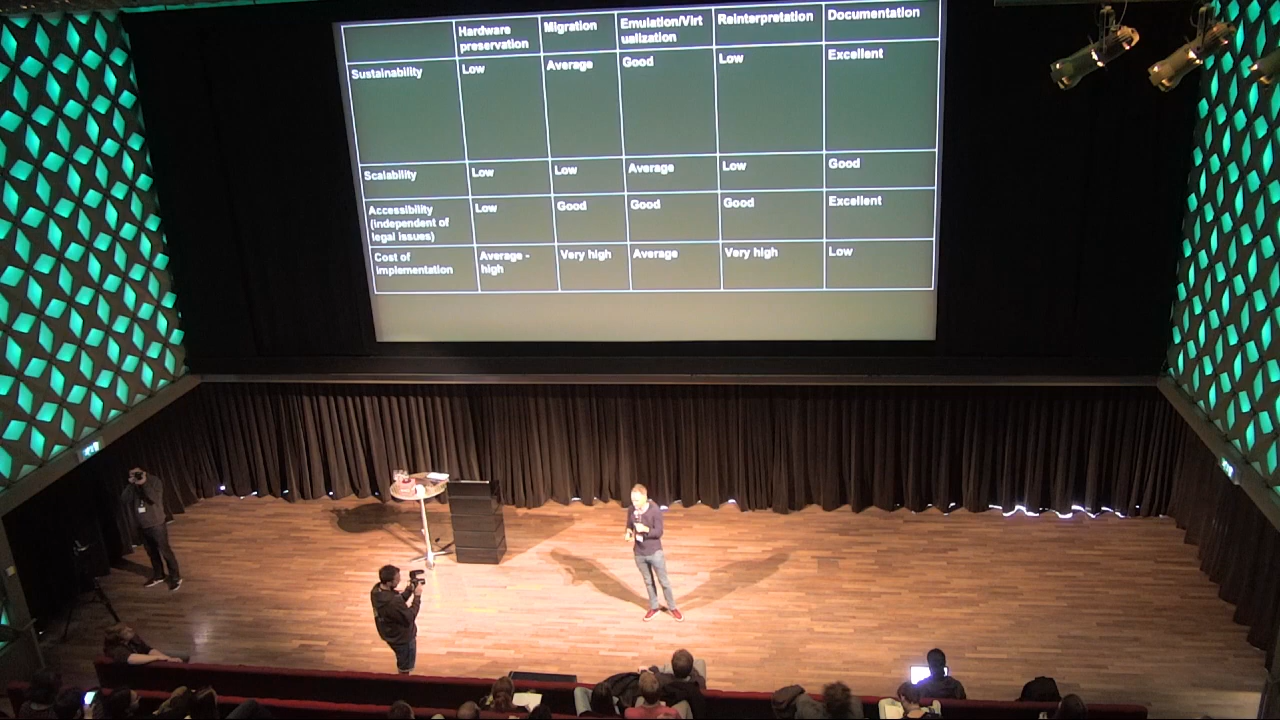 Hardware preservation Migration Emulation/Virt ualization Reinterpretation Documentation
Sustainability Low Average Good Low Excellent
Scalability Low Low Average Low Good
Accessibility (independent of legal issues) Low Good Good Good Excellent
Cost of implementation Average - high Very high Average Very high Low